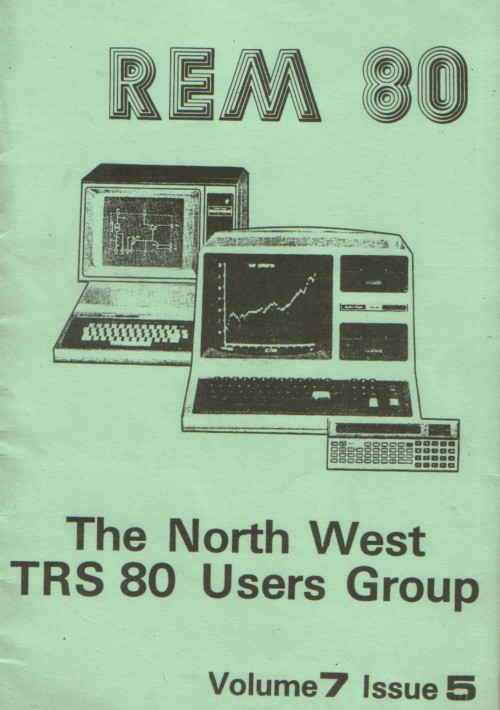 REM 80
The North West
TRS 80 Users Group
Volume 7 Issue 5